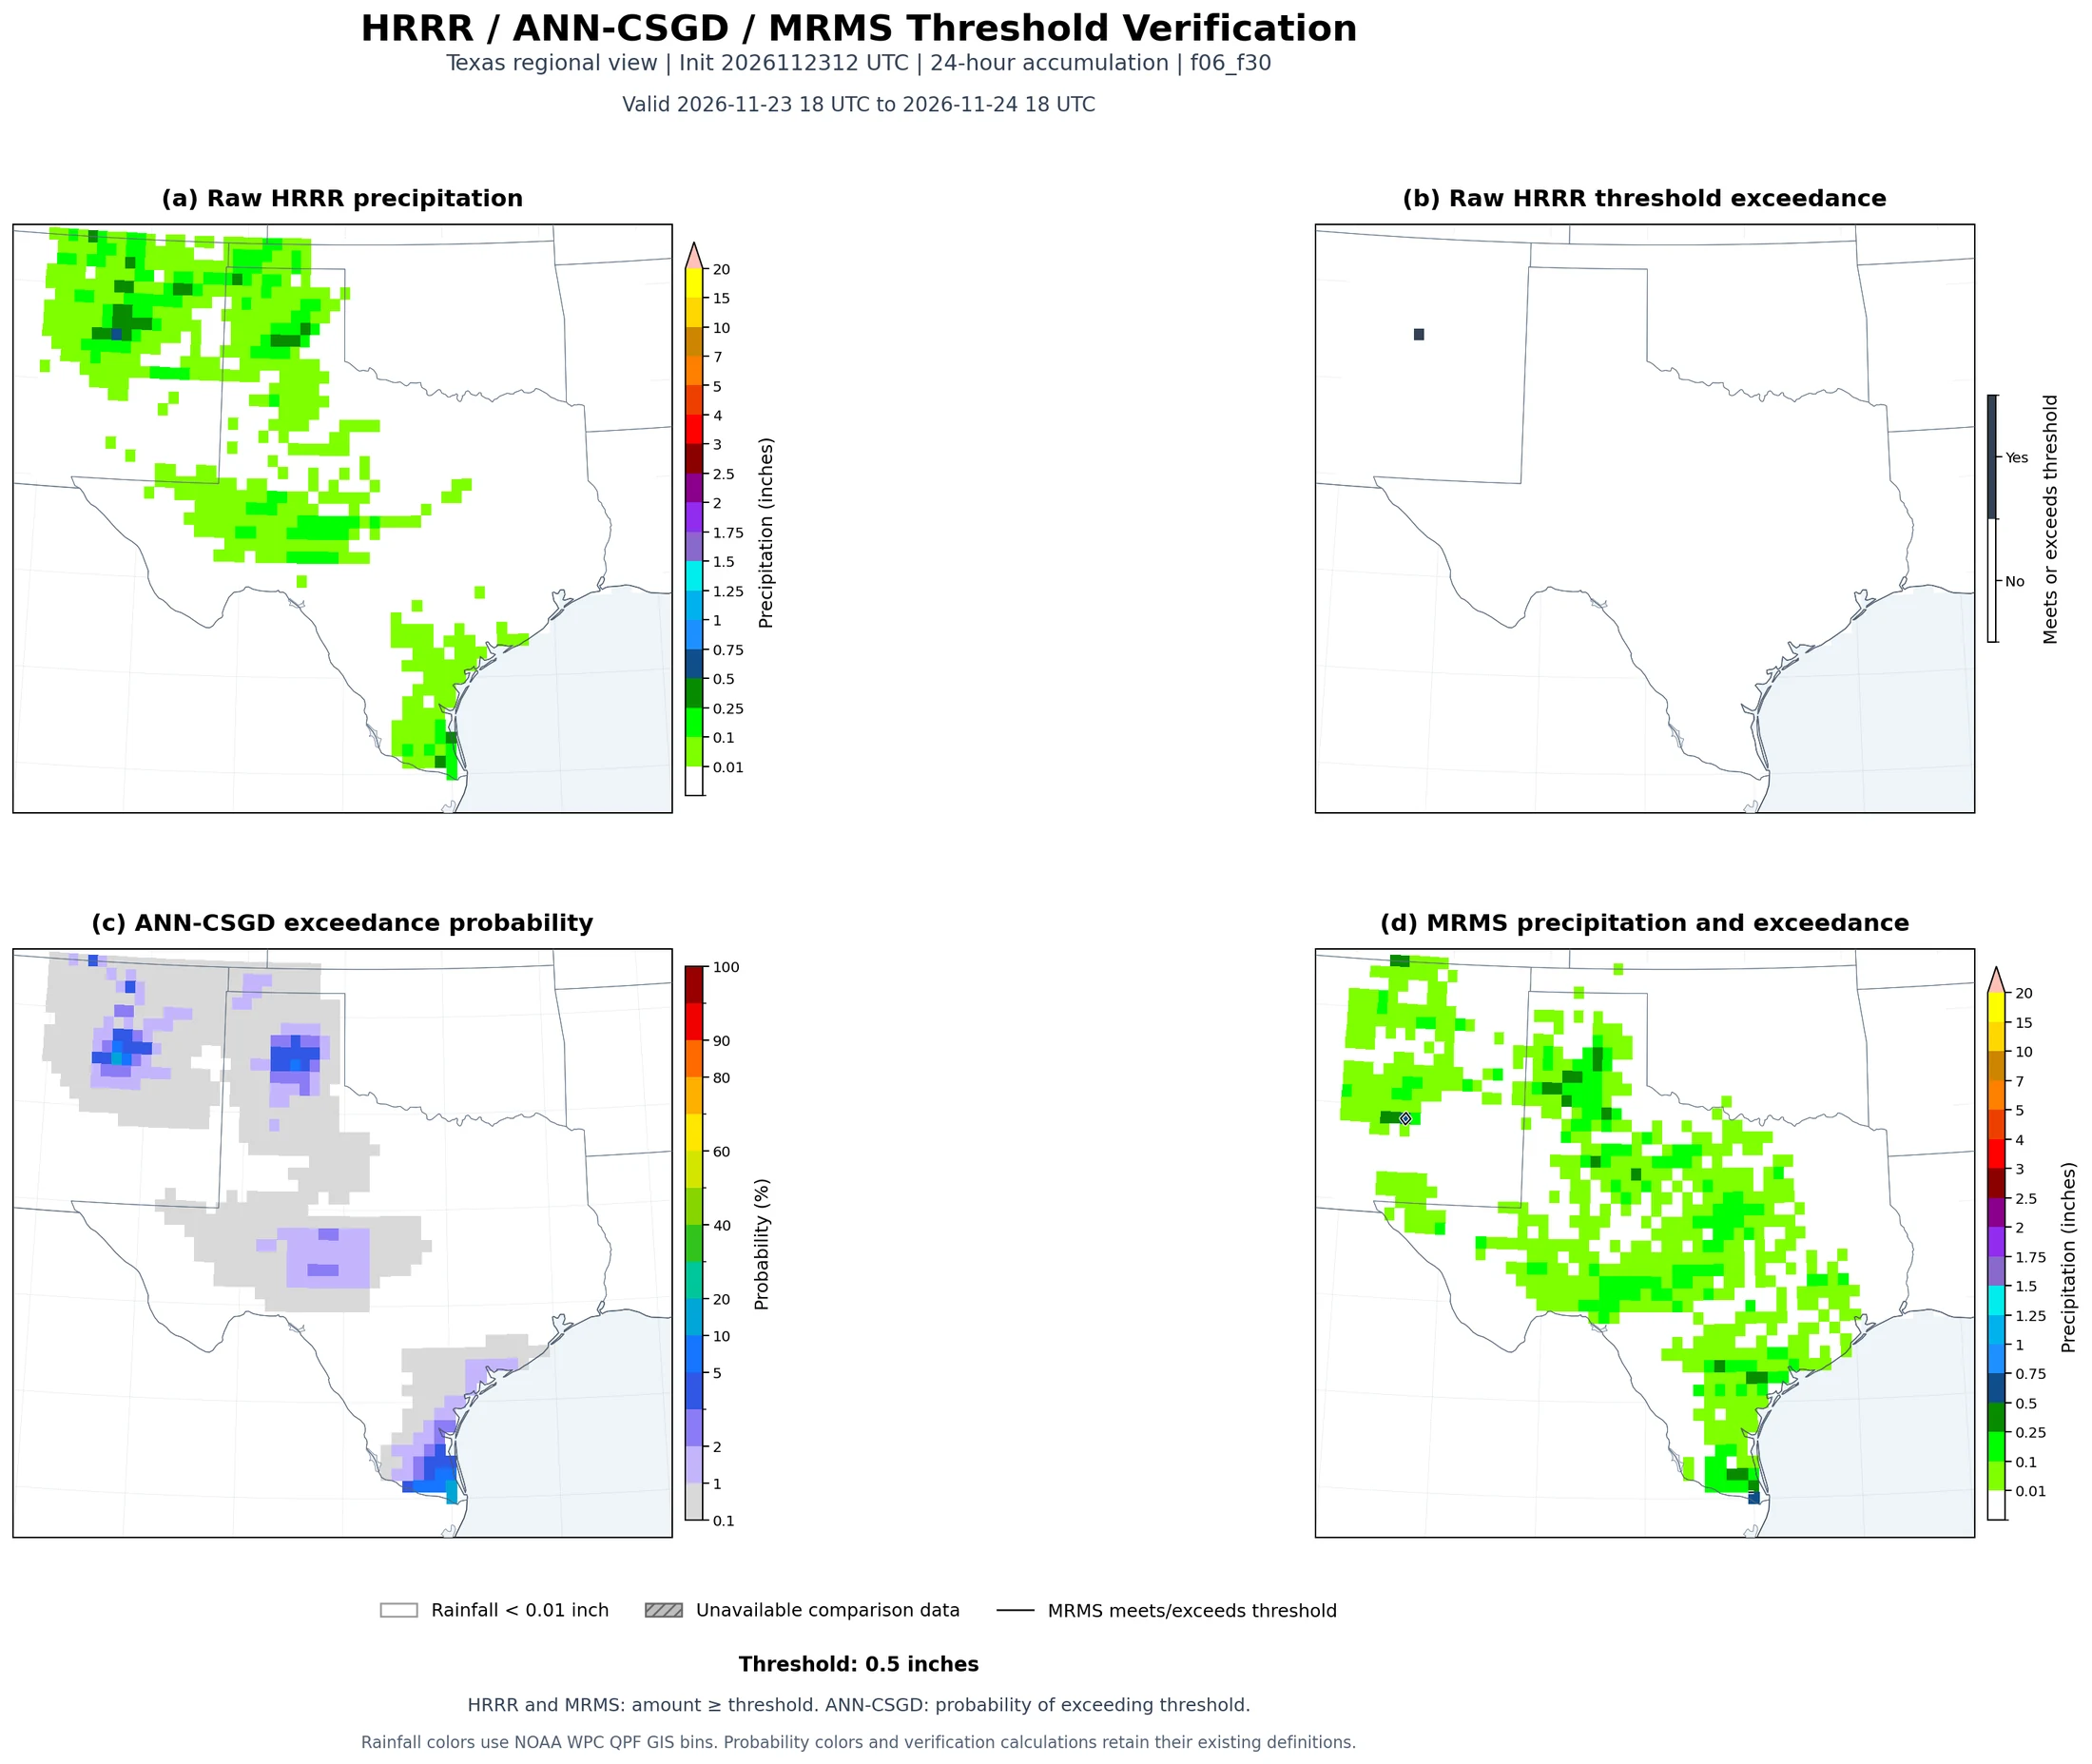 HRRR / ANN-CSGD / MRMS Threshold Verification
Texas regional view | Init 2026112312 UTC | 24-hour accumulation | f06_f30
Valid 2026-11-23 18 UTC to 2026-11-24 18 UTC
(a) Raw HRRR precipitation
20
15
10
7
5
4
3
2.5
2
1.75
1.5
1.25
1
0.75
0.5
0.25
0.1
0.01
Precipitation (inches)
(b) Raw HRRR threshold exceedance
Yes
No
Meets or exceeds threshold
(c) ANN-CSGD exceedance probability
100
90
80
60
40
20
10
5
2
1
0.1
Probability (%)
(d) MRMS precipitation and exceedance
20
15
10
7
5
4
3
2.5
2
1.75
1.5
1.25
1
0.75
0.5
0.25
0.1
0.01
Precipitation (inches)
Rainfall < 0.01 inch
Unavailable comparison data
MRMS meets/exceeds threshold
Threshold: 0.5 inches
HRRR and MRMS: amount ≥ threshold. ANN-CSGD: probability of exceeding threshold.
Rainfall colors use NOAA WPC QPF GIS bins. Probability colors and verification calculations retain their existing definitions.